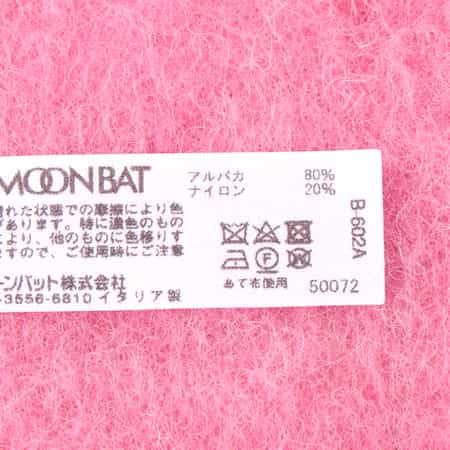 MOONBAT
アルパカ 80%
ナイロン 20%
れた状態での摩擦により色
があります。特に濃色のもの
により、他のものに色移りす
ますので、ご使用時にご注意
ーンバット株式会社
-3556-6810 イタリア製
あて布使用 50072
B-602A